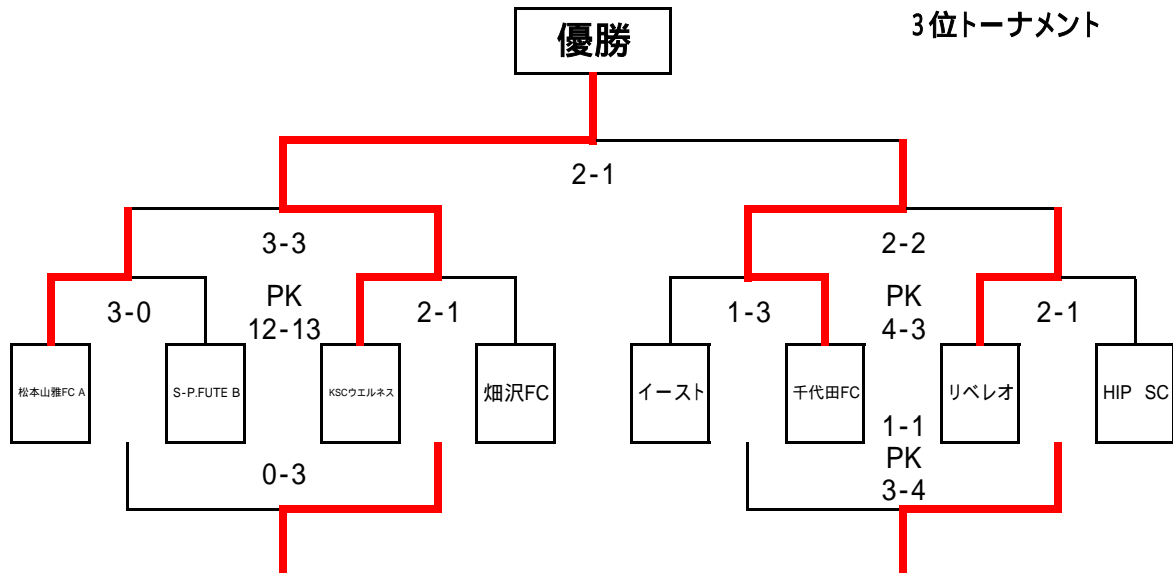 3位トーナメント
優勝
2-1
3-3
2-2
PK
12-13
PK
4-3
3-0
2-1
1-3
2-1
松本山雅FC A
S-P.FUTE B
KSCウエルネス
畑沢FC
イースト
千代田FC
リベレオ
HIP SC
0-3
1-1
PK
3-4